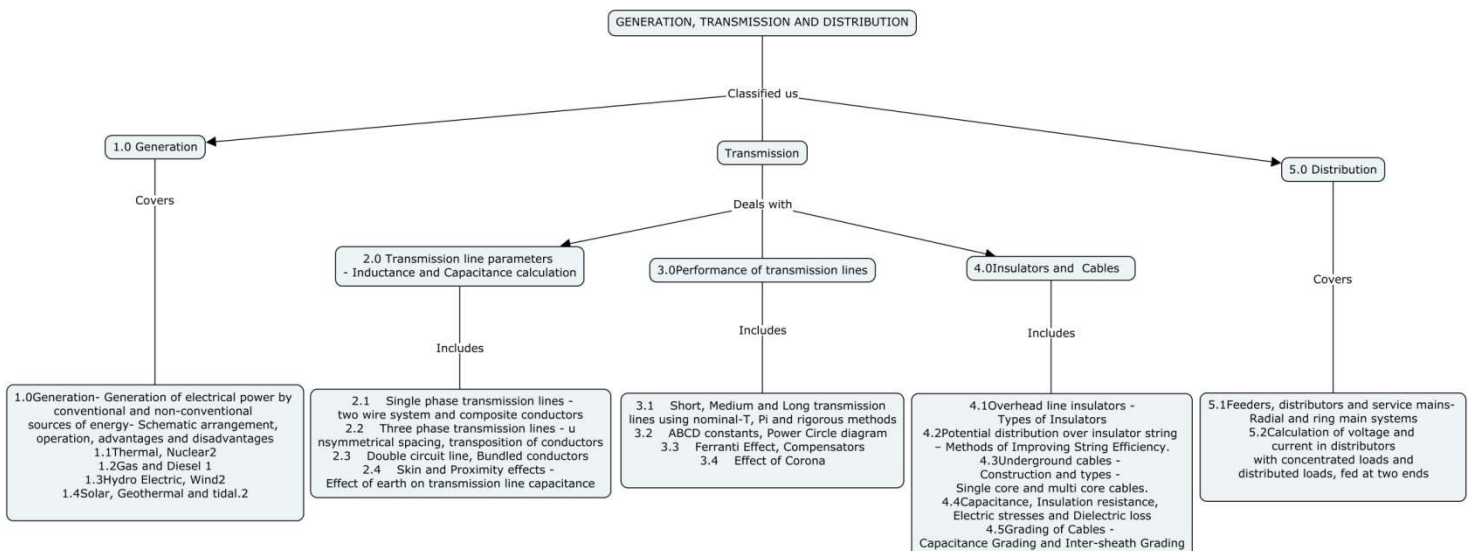 GENERATION, TRANSMISSION AND DISTRIBUTION
Classified us
1.0 Generation
Transmission
5.0 Distribution
Covers
Deals with
2.0 Transmission line parameters
- Inductance and Capacitance calculation
3.0Performance of transmission lines
4.0Insulators and Cables
Covers
Includes
Includes
Includes
1.0Generation- Generation of electrical power by
conventional and non-conventional
sources of energy- Schematic arrangement,
operation, advantages and disadvantages
1.1Thermal, Nuclear2
1.2Gas and Diesel 1
1.3Hydro Electric, Wind2
1.4Solar, Geothermal and tidal.2
2.1 Single phase transmission lines -
two wire system and composite conductors
2.2 Three phase transmission lines - u
nsymmetrical spacing, transposition of conductors
2.3 Double circuit line, Bundled conductors
2.4 Skin and Proximity effects -
Effect of earth on transmission line capacitance
3.1 Short, Medium and Long transmission
lines using nominal-T, Pi and rigorous methods
3.2 ABCD constants, Power Circle diagram
3.3 Ferranti Effect, Compensators
3.4 Effect of Corona
4.1Overhead line insulators -
Types of Insulators
4.2Potential distribution over insulator string
– Methods of Improving String Efficiency.
4.3Underground cables -
Construction and types -
Single core and multi core cables.
4.4Capacitance, Insulation resistance,
Electric stresses and Dielectric loss
4.5Grading of Cables -
Capacitance Grading and Inter-sheath Grading
5.1Feeders, distributors and service mains-
Radial and ring main systems
5.2Calculation of voltage and
current in distributors
with concentrated loads and
distributed loads, fed at two ends